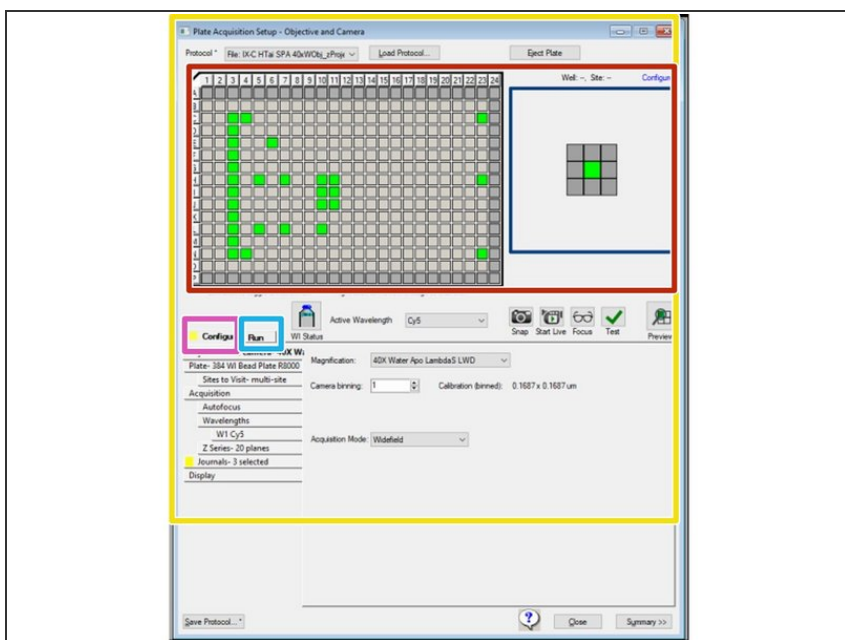 Plate Acquisition Setup - Objective and Camera
Protocol * File: IX-C HTai SPA 40xWObj_zProje Load Protocol... Eject Plate
1 2 3 4 5 6 7 8 9 10 11 12 13 14 15 16 17 18 19 20 21 22 23 24
Well: --, Site: -- Configure
Configu Run
WI Status
Active Wavelength Cy5
Snap Start Live Focus Test Preview
Camera- 40X Wa
Plate- 384 WI Bead Plate R8000
Sites to Visit- multi-site
Acquisition
Autofocus
Wavelengths
W1 Cy5
Z Series- 20 planes
Journals- 3 selected
Display
Magnification: 40X Water Apo LambdaS LWD
Camera binning: 1 Calibration (binned): 0.1687 x 0.1687 um
Acquisition Mode: Widefield
Save Protocol...* ? Close Summary >>